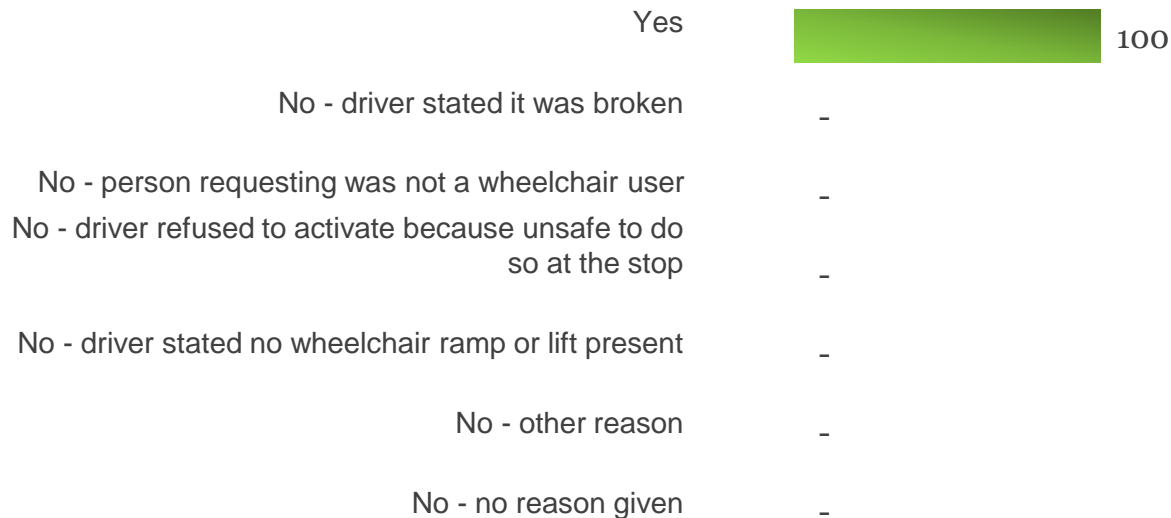 Yes 100
No - driver stated it was broken -
No - person requesting was not a wheelchair user -
No - driver refused to activate because unsafe to do
so at the stop -
No - driver stated no wheelchair ramp or lift present -
No - other reason -
No - no reason given -